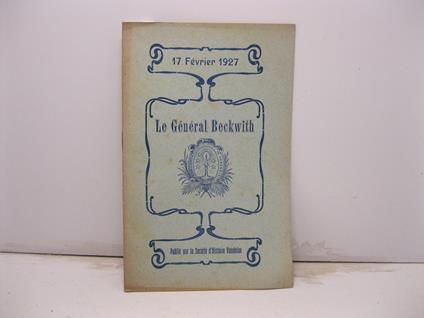 17 Février 1927
Le Général Beckwith
Publié par la Société d'Histoire Vaudoise